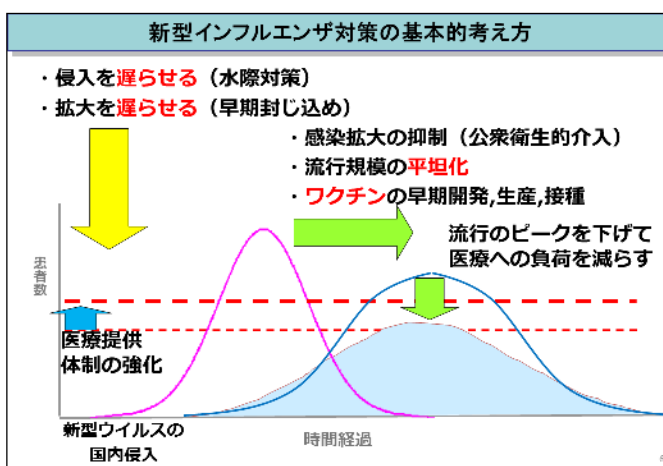 新型インフルエンザ対策の基本的考え方
・侵入を遅らせる（水際対策）
・拡大を遅らせる（早期封じ込め）
・感染拡大の抑制（公衆衛生的介入）
・流行規模の平坦化
・ワクチンの早期開発,生産,接種
流行のピークを下げて
医療への負荷を減らす
患者数
医療提供
体制の強化
新型ウイルスの
国内侵入
時間経過